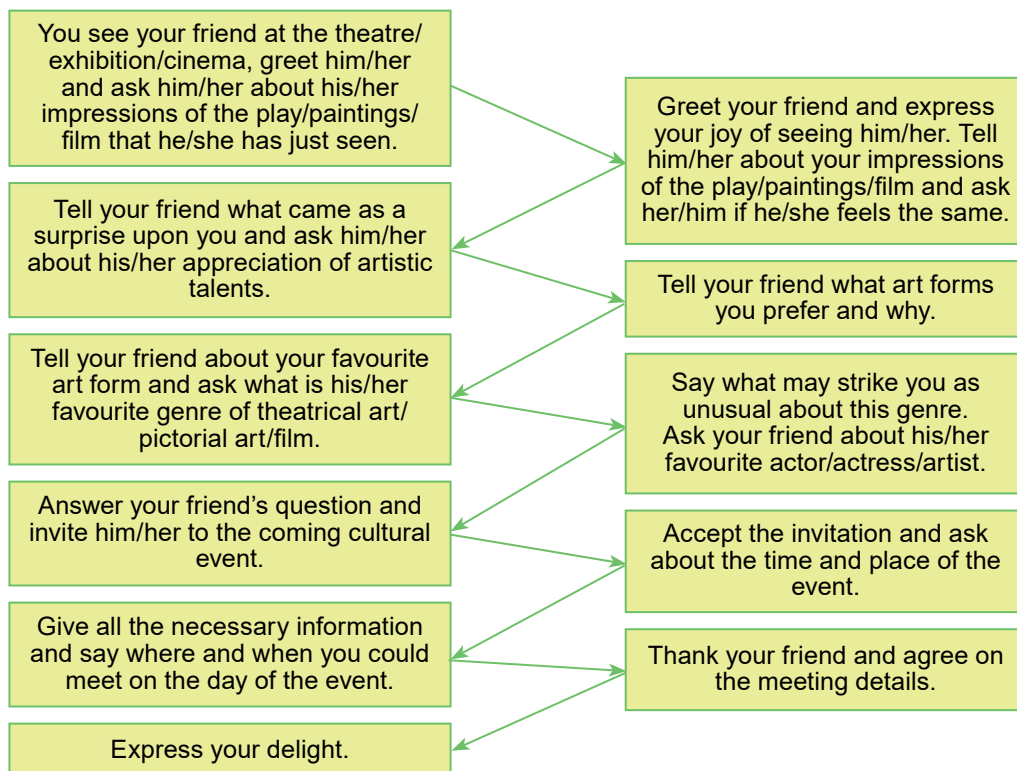 You see your friend at the theatre/
exhibition/cinema, greet him/her
and ask him/her about his/her
impressions of the play/paintings/
film that he/she has just seen.
Greet your friend and express
your joy of seeing him/her. Tell
him/her about your impressions
of the play/paintings/film and ask
her/him if he/she feels the same.
Tell your friend what came as a
surprise upon you and ask him/her
about his/her appreciation of artistic
talents.
Tell your friend what art forms
you prefer and why.
Tell your friend about your favourite
art form and ask what is his/her
favourite genre of theatrical art/
pictorial art/film.
Say what may strike you as
unusual about this genre.
Ask your friend about his/her
favourite actor/actress/artist.
Answer your friend’s question and
invite him/her to the coming cultural
event.
Accept the invitation and ask
about the time and place of the
event.
Give all the necessary information
and say where and when you could
meet on the day of the event.
Thank your friend and agree on
the meeting details.
Express your delight.